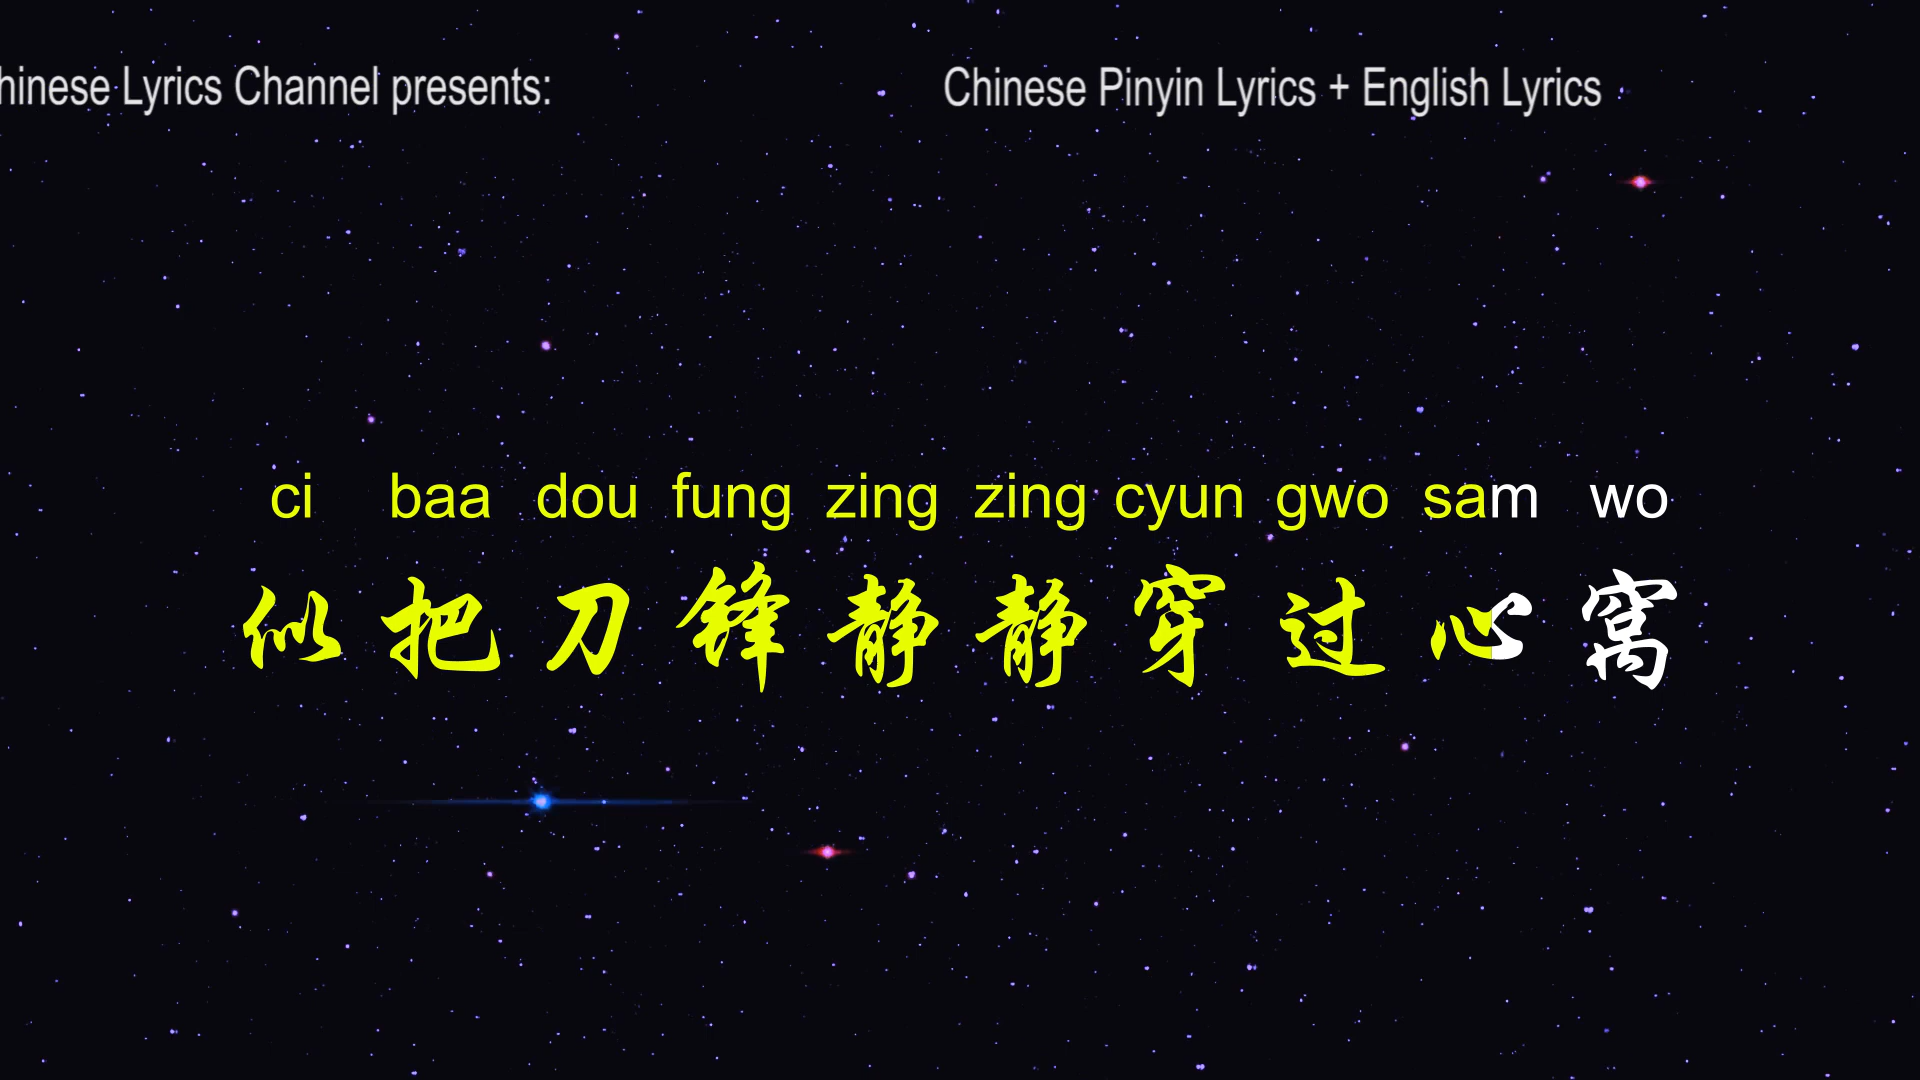 hinese Lyrics Channel presents: Chinese Pinyin Lyrics + English Lyrics
ci baa dou fung zing zing cyun gwo sam wo
似把刀锋静静穿过心窝